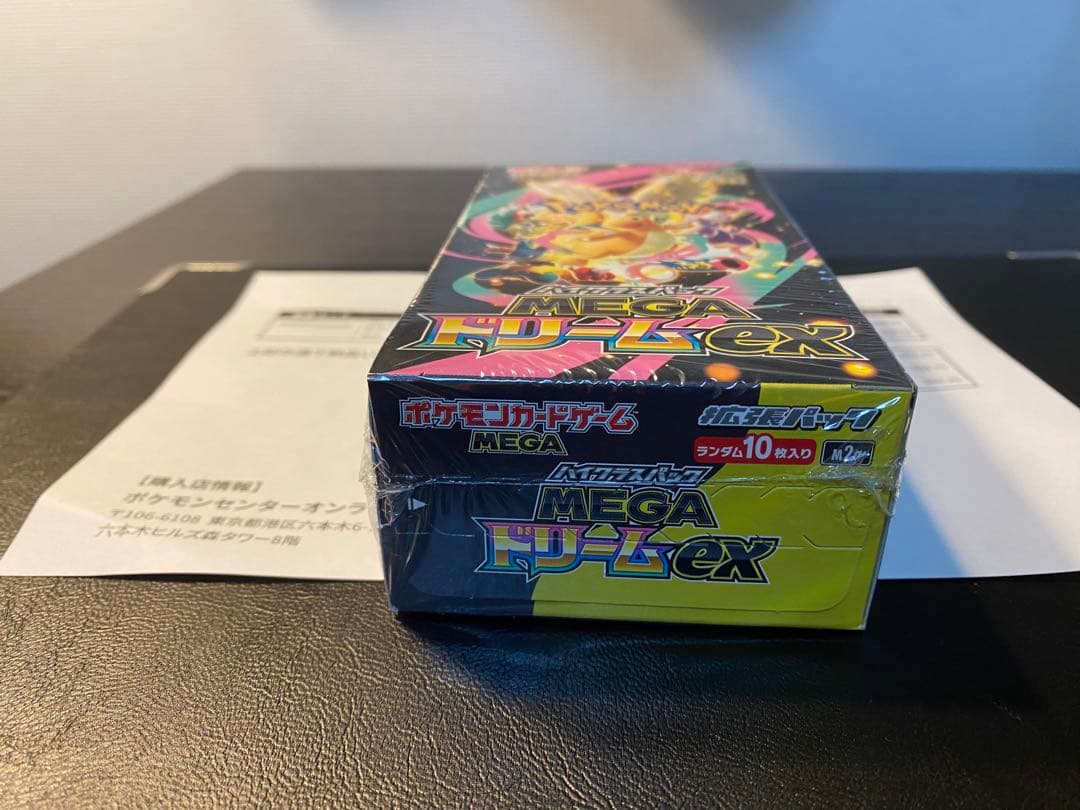 ハイクラスパック
MEGA
ドリームex
ポケモンカードゲーム
MEGA
拡張パック
ランダム10枚入り
M2a
ハイクラスパック
MEGA
ドリームex
【購入店情報】
ポケモンセンターオンラ
〒106-6108 東京都港区六本木6-
六本木ヒルズ森タワー8階